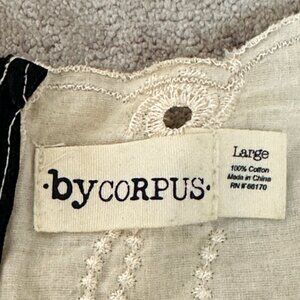 ·byCORPUS·
Large
100% Cotton
Made in China
RN # 66170